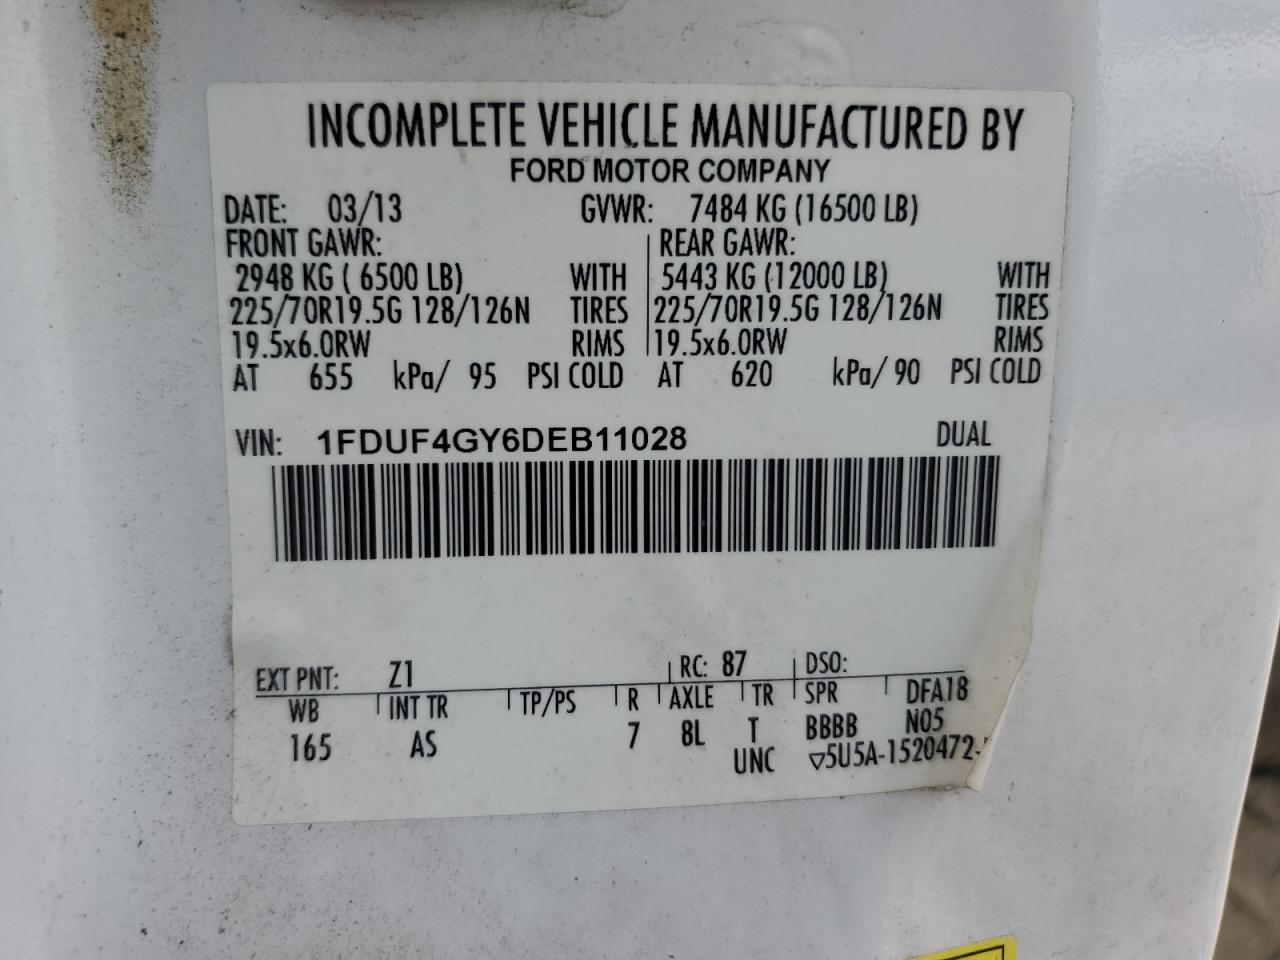 INCOMPLETE VEHICLE MANUFACTURED BY
FORD MOTOR COMPANY
DATE: 03/13 GVWR: 7484 KG (16500 LB)
FRONT GAWR: REAR GAWR:
2948 KG ( 6500 LB) WITH 5443 KG (12000 LB) WITH
225/70R19.5G 128/126N TIRES 225/70R19.5G 128/126N TIRES
19.5x6.0RW RIMS 19.5x6.0RW RIMS
AT 655 kPa/ 95 PSI COLD AT 620 kPa/ 90 PSI COLD
VIN: 1FDUF4GY6DEB11028 DUAL
EXT PNT: Z1 RC: 87 DSO:
WB INT TR TP/PS R AXLE TR SPR DFA18
165 AS 7 8L T BBBB N05
UNC ▽5U5A-1520472-